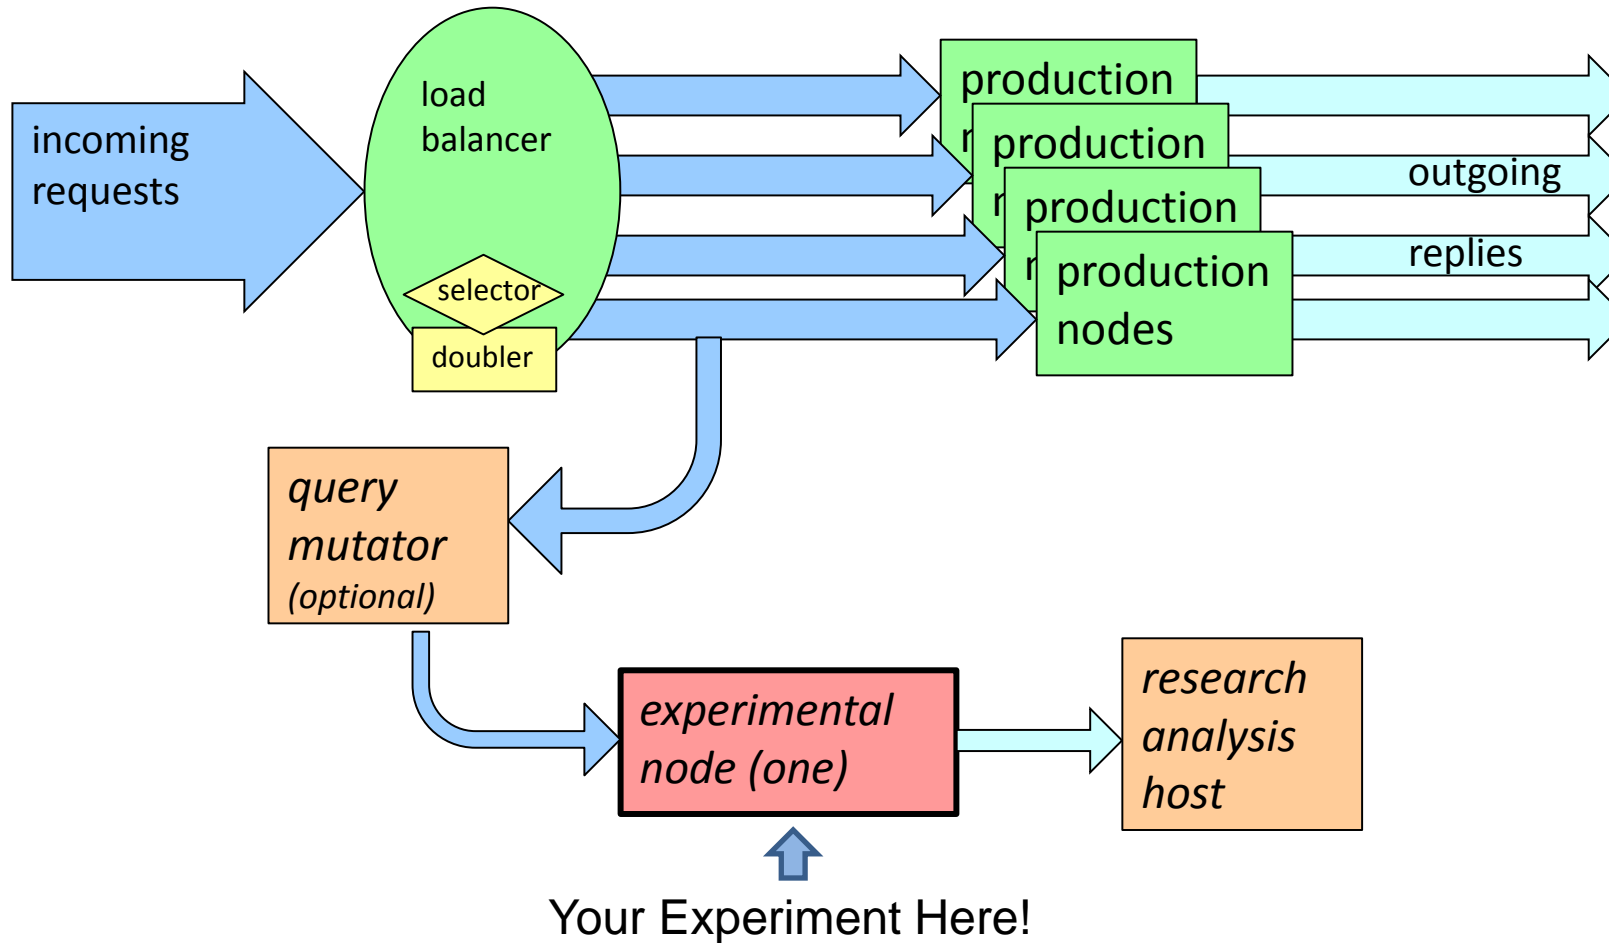 incoming
requests
load
balancer
selector
doubler
production
production
production
production
nodes
outgoing
replies
query
mutator
(optional)
experimental
node (one)
research
analysis
host
Your Experiment Here!